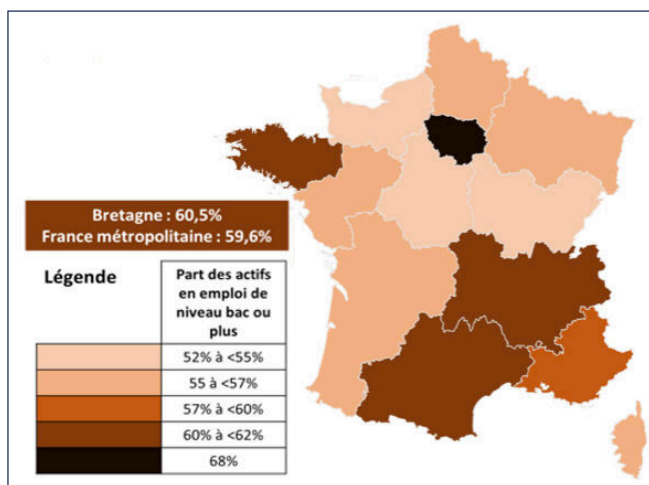 Bretagne : 60,5%
France métropolitaine : 59,6%
Légende
Part des actifs
en emploi de
niveau bac ou
plus
52% à <55%
55 à <57%
57% à <60%
60% à <62%
68%